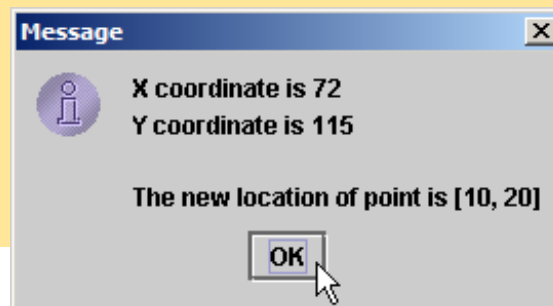 Message
X coordinate is 72
Y coordinate is 115
The new location of point is [10, 20]
OK